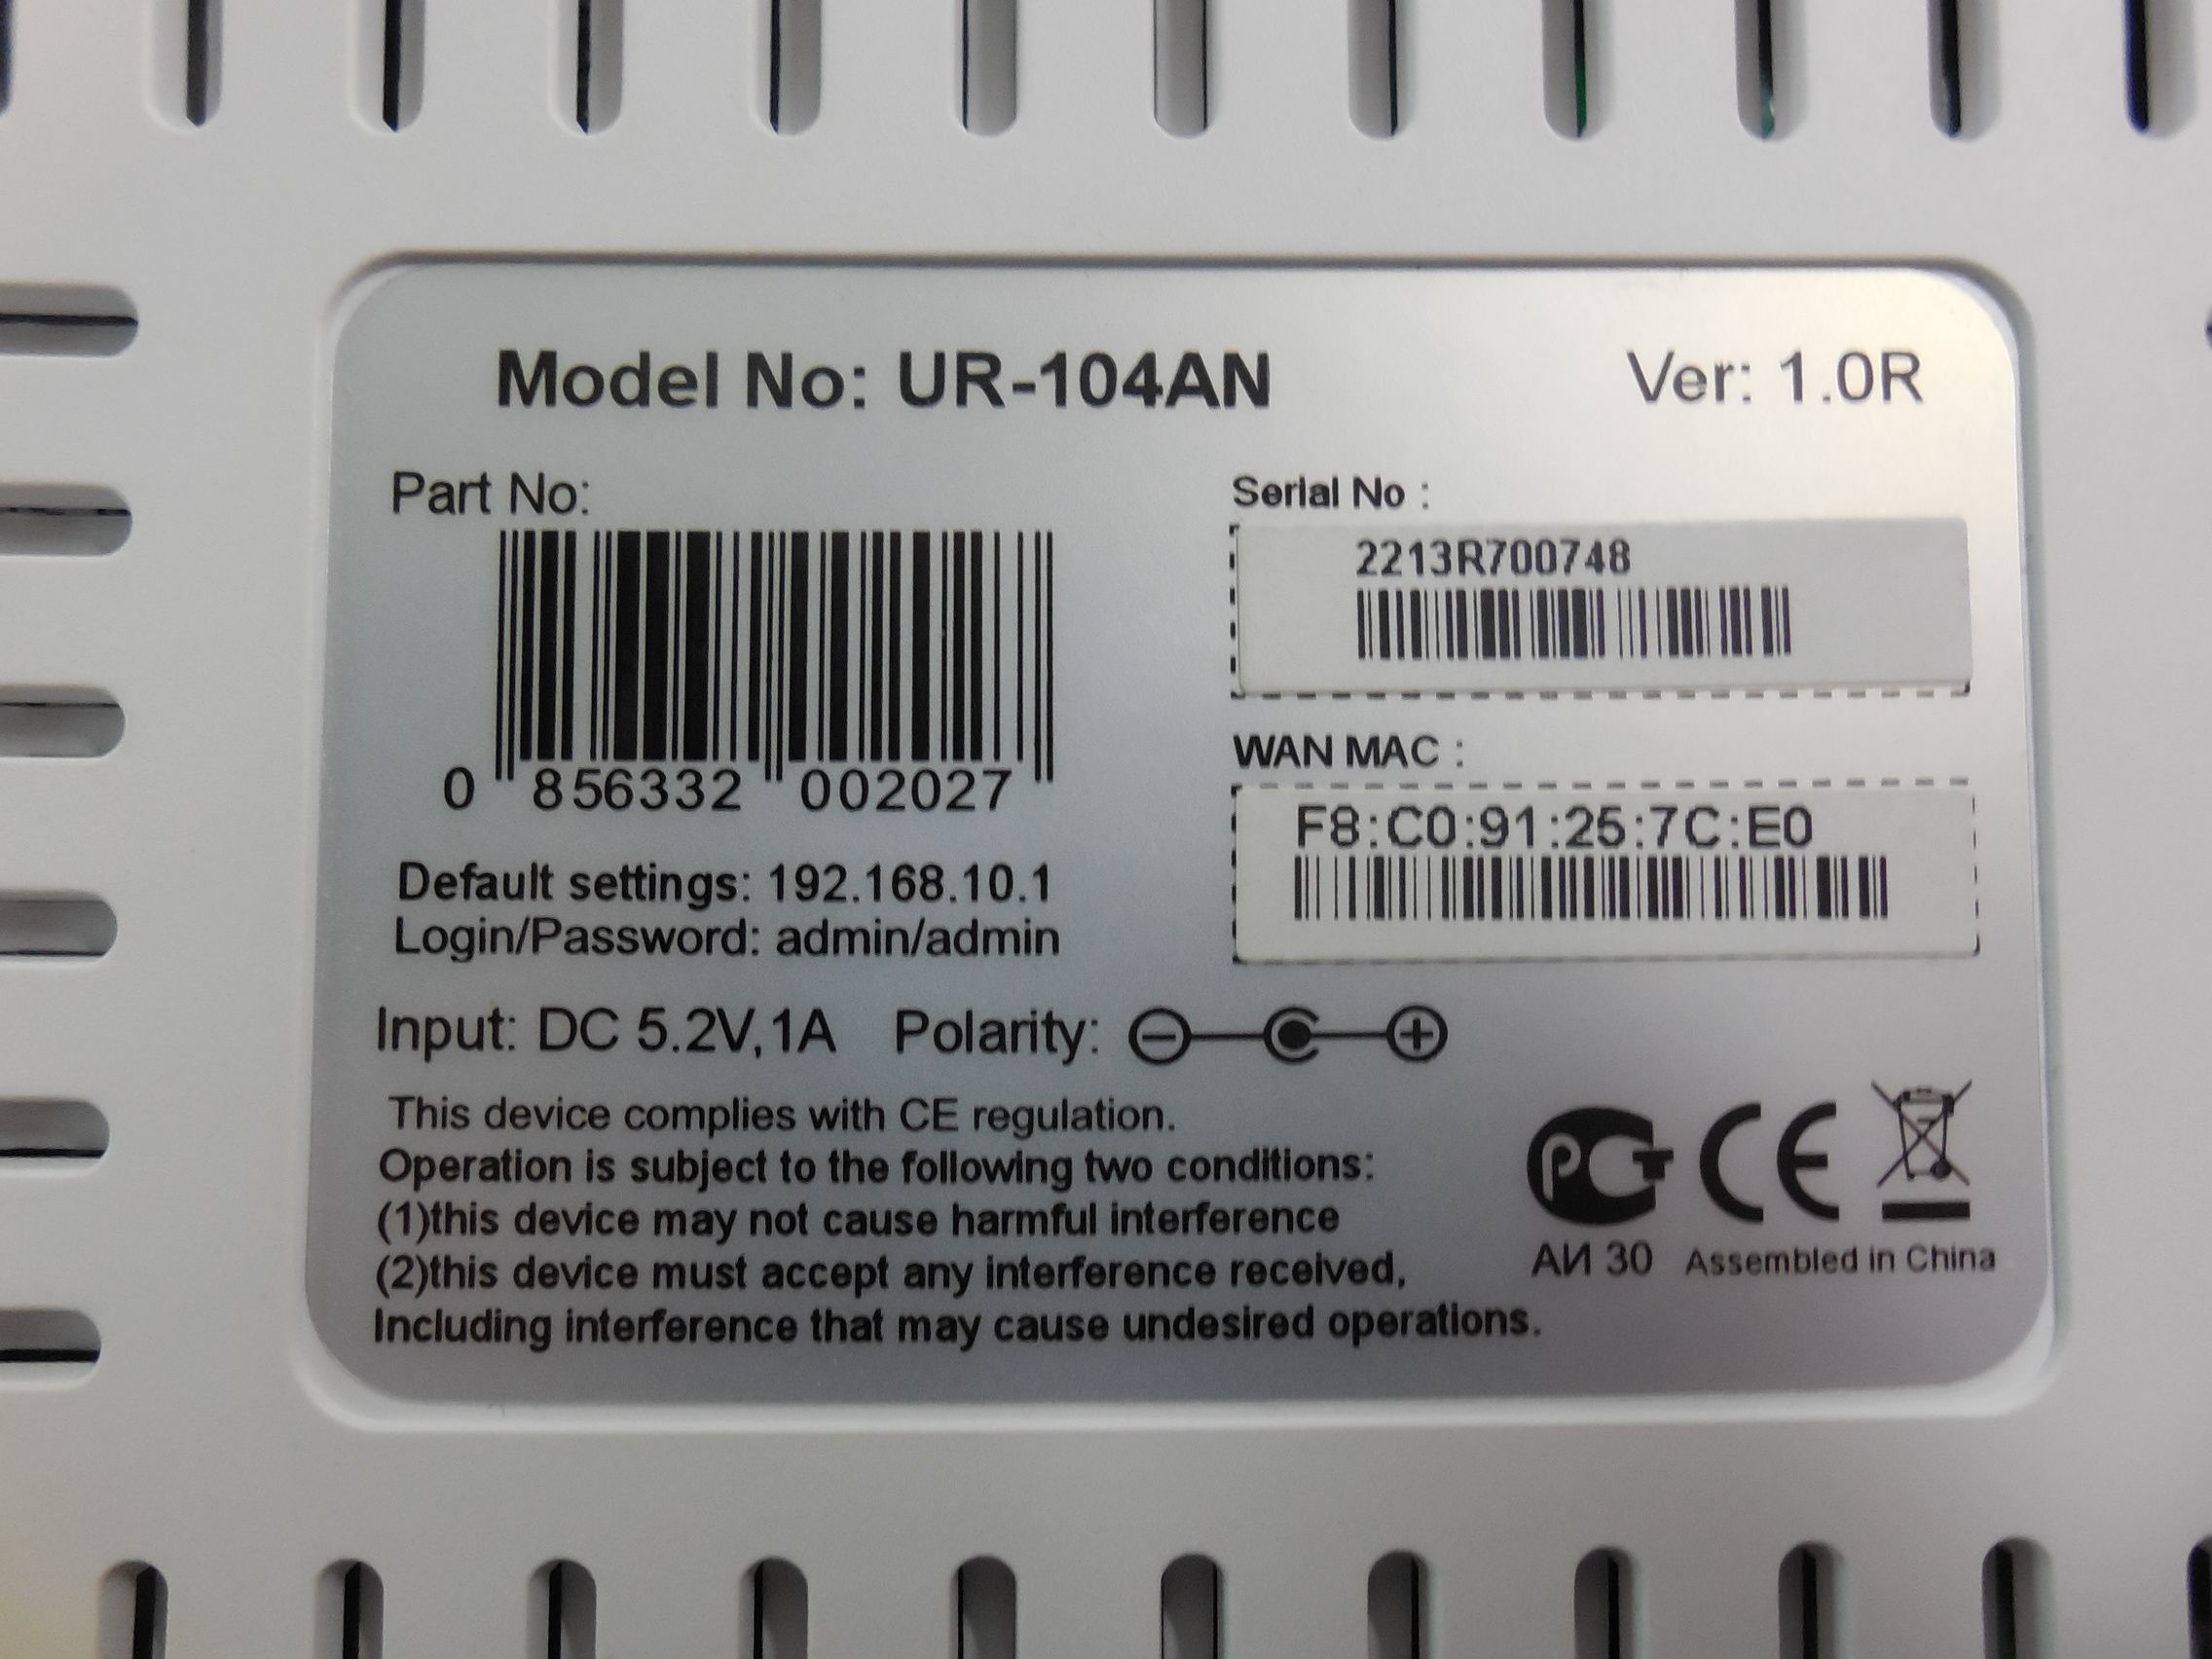 Model No: UR-104AN
Ver: 1.0R
Part No:
0 856332 002027
Default settings: 192.168.10.1
Login/Password: admin/admin
Serial No :
2213R700748
WAN MAC :
F8:C0:91:25:7C:E0
Input: DC 5.2V,1A Polarity:
This device complies with CE regulation.
Operation is subject to the following two conditions:
(1)this device may not cause harmful interference
(2)this device must accept any interference received,
Including interference that may cause undesired operations.
РСТ CE
АИ 30 Assembled in China